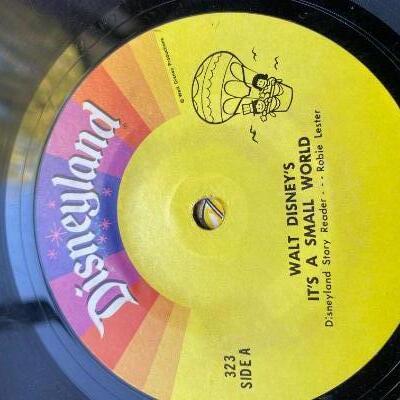 Disneyland
© Walt Disney Productions
323
SIDE A
WALT DISNEY'S
IT'S A SMALL WORLD
Disneyland Story Reader - - - Robie Lester